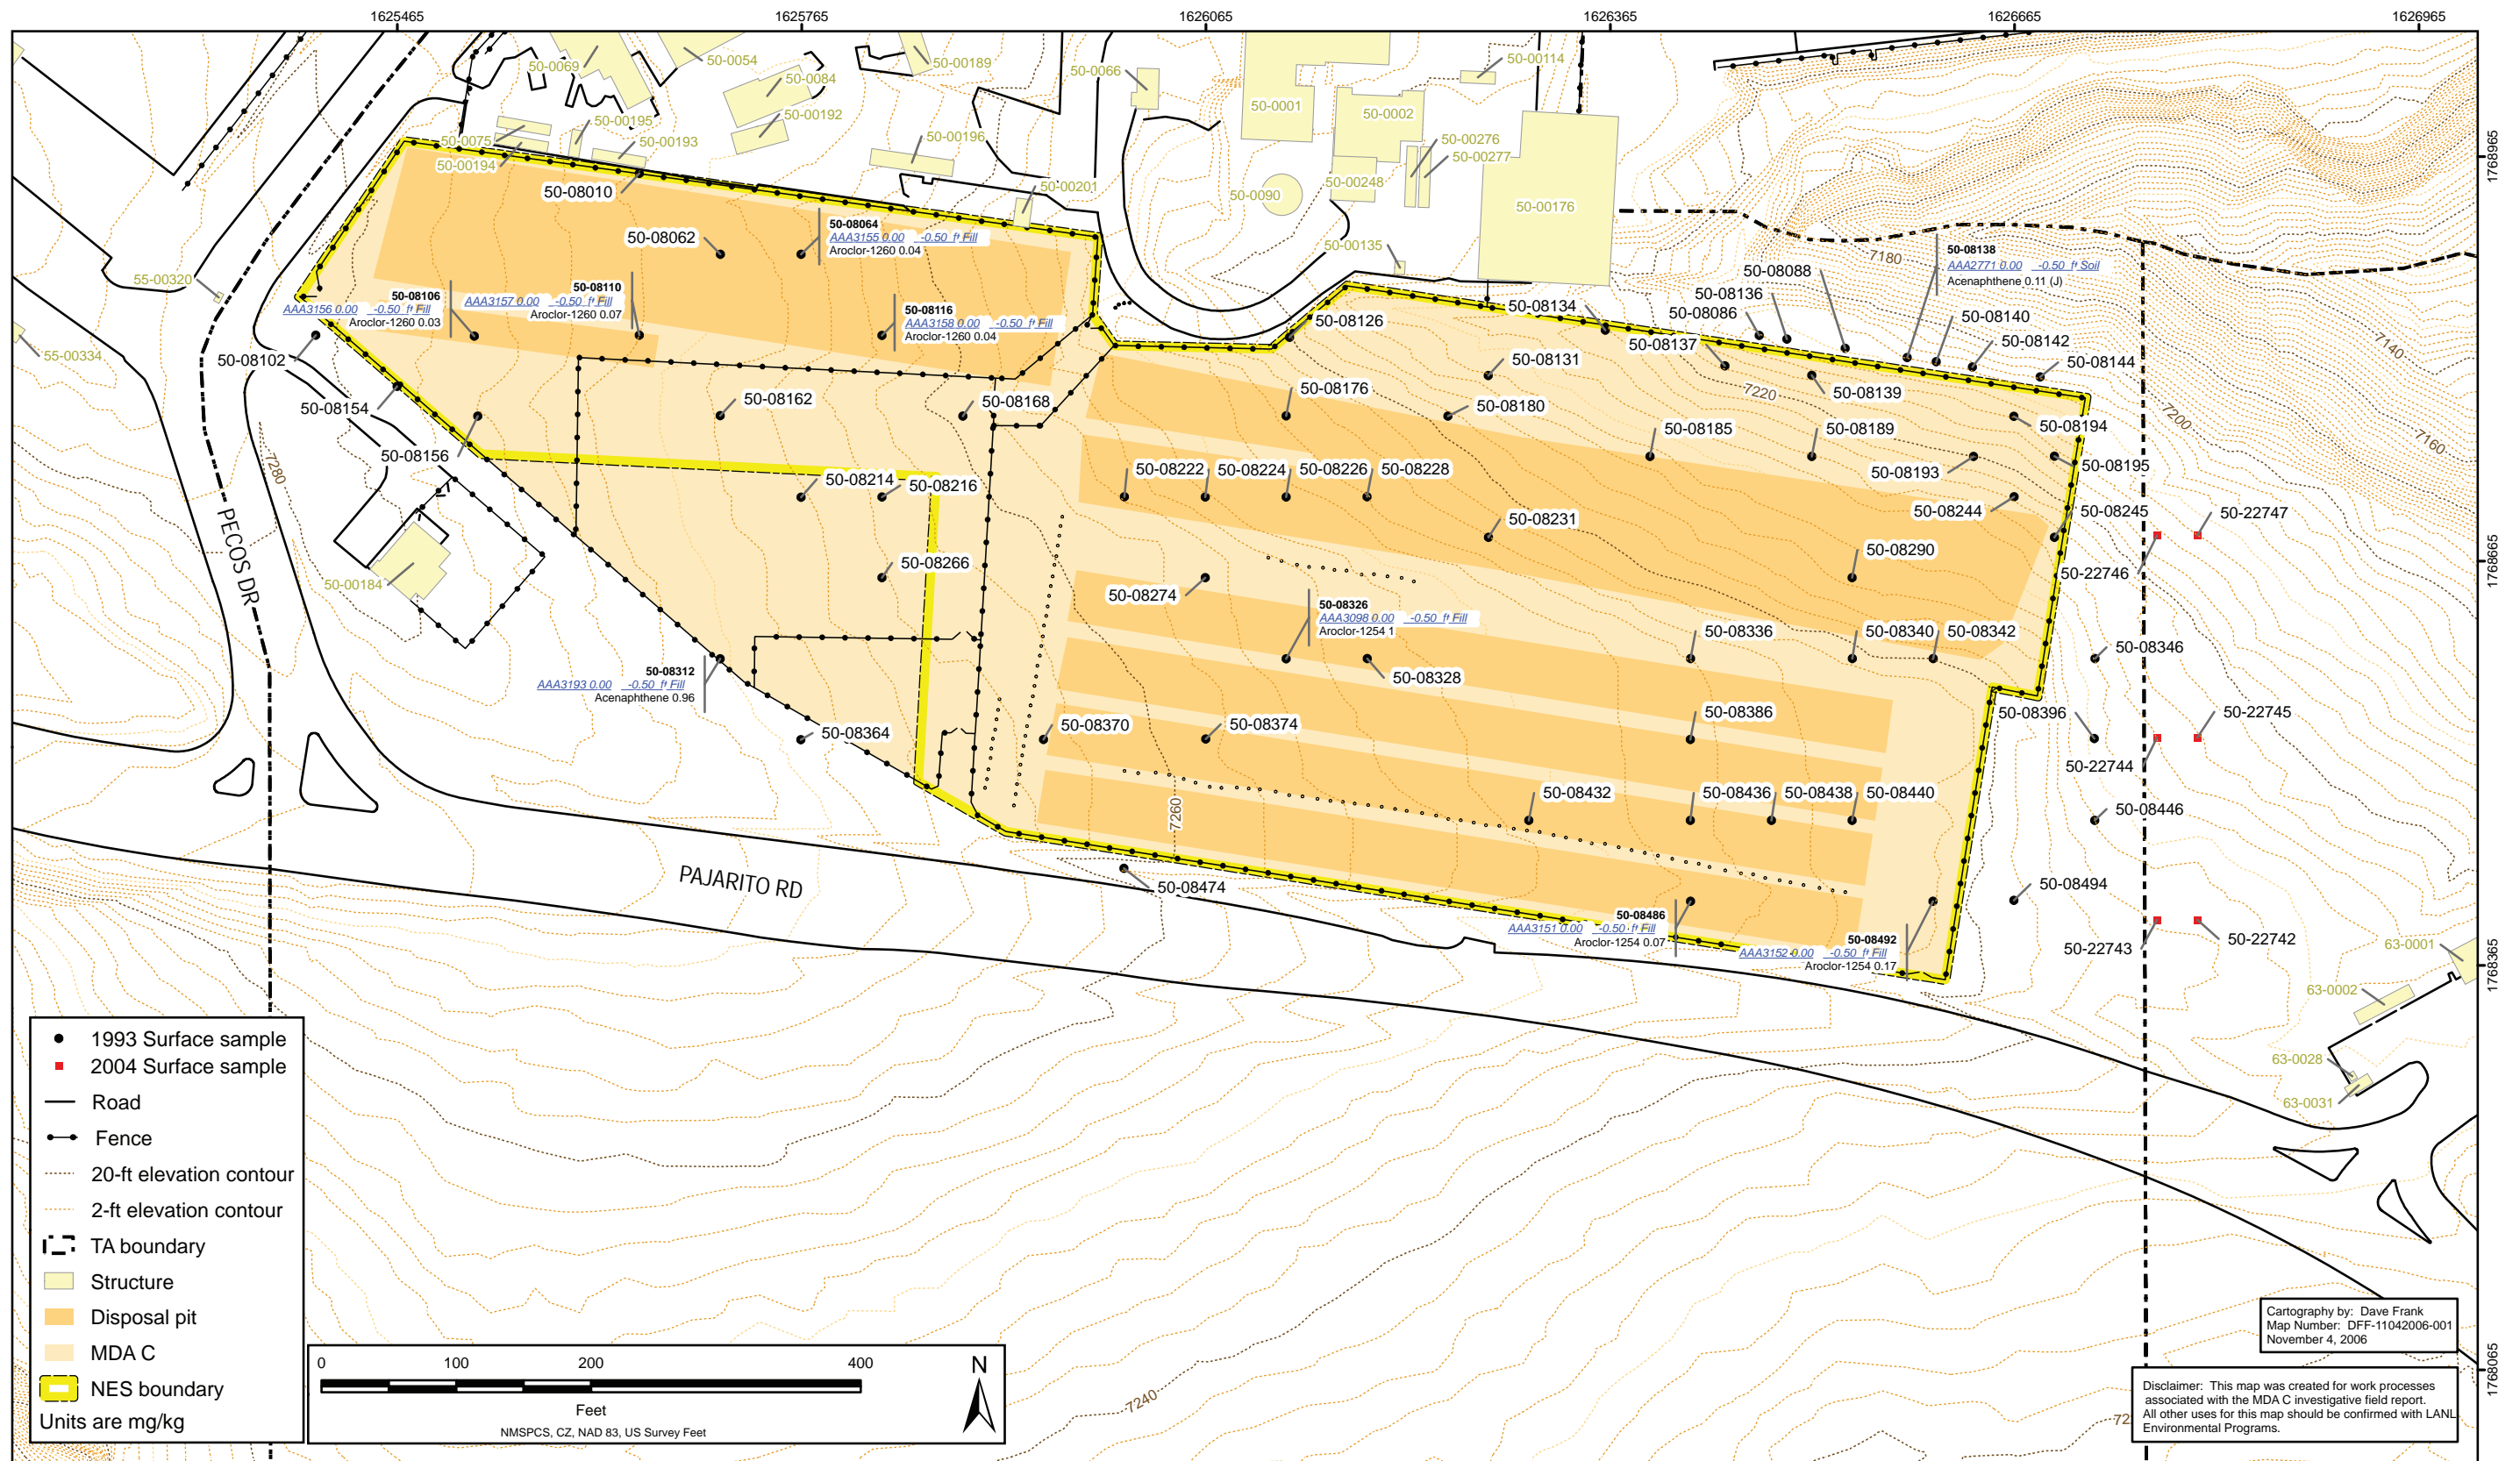 1625465
1625765
1626065
1626365
1626665
1626965
1768965
1768665
1768365
1768065
50-0069
50-0054
50-0084
50-00189
50-0066
50-0001
50-0002
50-00114
50-00195
50-0075
50-00194
50-00193
50-00192
50-00196
50-00201
50-0090
50-00248
50-00276
50-00277
50-00176
50-00135
55-00320
55-00334
50-00184
63-0001
63-0002
63-0028
63-0031
50-08010
50-08062
50-08064
AAA3155 0.00 -0.50 ft Fill
Aroclor-1260 0.04
50-08106
AAA3156 0.00 -0.50 ft Fill
Aroclor-1260 0.03
50-08110
AAA3157 0.00 -0.50 ft Fill
Aroclor-1260 0.07
50-08116
AAA3158 0.00 -0.50 ft Fill
Aroclor-1260 0.04
50-08138
AAA2771 0.00 -0.50 ft Soil
Acenaphthene 0.11 (J)
50-08088
50-08136
50-08086
50-08134
50-08137
50-08126
50-08131
50-08140
50-08142
50-08144
50-08139
50-08102
50-08154
50-08156
50-08162
50-08168
50-08176
50-08180
50-08185
50-08189
50-08193
50-08194
50-08195
50-08214
50-08216
50-08222
50-08224
50-08226
50-08228
50-08231
50-08244
50-08245
50-22747
50-22746
50-08266
50-08274
50-08290
50-08326
AAA3098 0.00 -0.50 ft Fill
Aroclor-1254 1
50-08312
AAA3193 0.00 -0.50 ft Fill
Acenaphthene 0.96
50-08328
50-08336
50-08340
50-08342
50-08346
50-08364
50-08370
50-08374
50-08386
50-08396
50-22745
50-22744
50-08432
50-08436
50-08438
50-08440
50-08446
50-08474
50-08486
AAA3151 0.00 -0.50 ft Fill
Aroclor-1254 0.07
50-08492
AAA3152 0.00 -0.50 ft Fill
Aroclor-1254 0.17
50-08494
50-22743
50-22742
7180
7140
7200
7160
7220
7280
7260
7240
PECOS DR
PAJARITO RD
1993 Surface sample
2004 Surface sample
Road
Fence
20-ft elevation contour
2-ft elevation contour
TA boundary
Structure
Disposal pit
MDA C
NES boundary
Units are mg/kg
0 100 200 400
Feet
NMSPCS, CZ, NAD 83, US Survey Feet
N
Cartography by: Dave Frank
Map Number: DFF-11042006-001
November 4, 2006
Disclaimer: This map was created for work processes
associated with the MDA C investigative field report.
All other uses for this map should be confirmed with LANL
Environmental Programs.